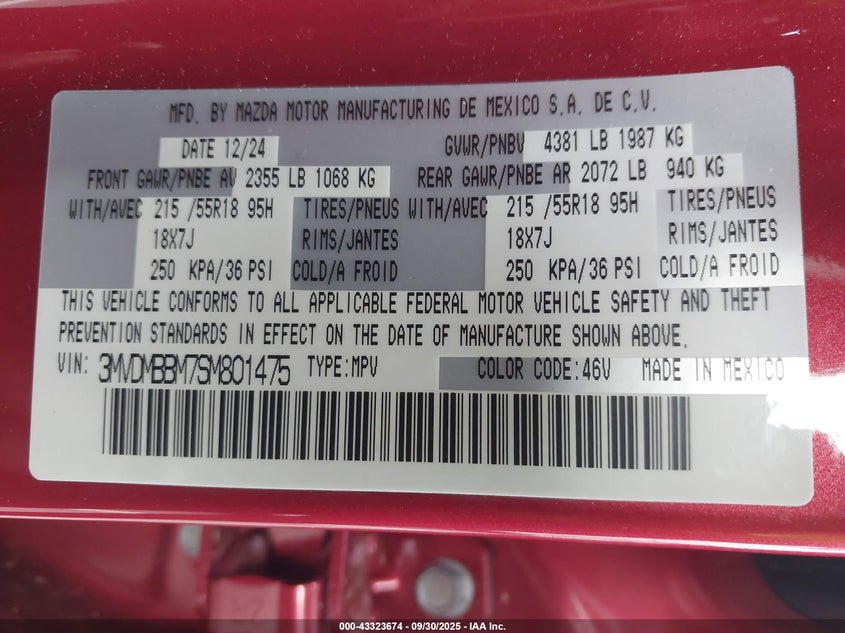 MFD. BY MAZDA MOTOR MANUFACTURING DE MEXICO S.A. DE C.V.
DATE 12/24 GVWR/PNBV 4381 LB 1987 KG
FRONT GAWR/PNBE AV 2355 LB 1068 KG REAR GAWR/PNBE AR 2072 LB 940 KG
WITH/AVEC 215 /55R18 95H TIRES/PNEUS WITH/AVEC 215 /55R18 95H TIRES/PNEUS
18X7J RIMS/JANTES 18X7J RIMS/JANTES
250 KPA/36 PSI COLD/A FROID 250 KPA/36 PSI COLD/A FROID
THIS VEHICLE CONFORMS TO ALL APPLICABLE FEDERAL MOTOR VEHICLE SAFETY AND THEFT
PREVENTION STANDARDS IN EFFECT ON THE DATE OF MANUFACTURE SHOWN ABOVE.
VIN: 3MVDMBBM7SM801475 TYPE:MPV COLOR CODE:46V MADE IN MEXICO
000-43323674 - 09/30/2025 - IAA Inc.